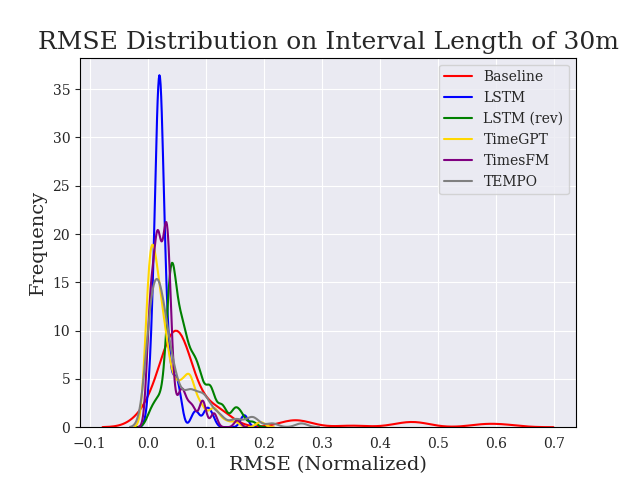 RMSE Distribution on Interval Length of 30m
Baseline
LSTM
LSTM (rev)
TimeGPT
TimesFM
TEMPO
Frequency
35
30
25
20
15
10
5
0
−0.1 0.0 0.1 0.2 0.3 0.4 0.5 0.6 0.7
RMSE (Normalized)